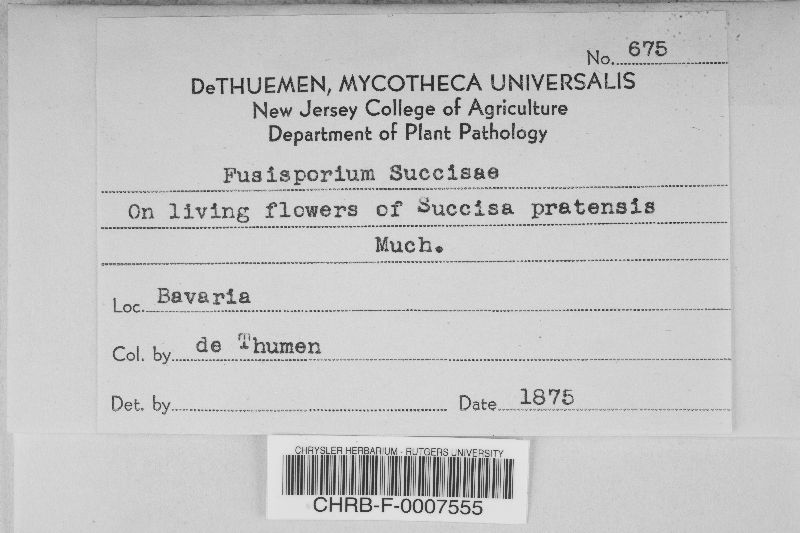 No. 675
DeTHUEMEN, MYCOTHECA UNIVERSALIS
New Jersey College of Agriculture
Department of Plant Pathology
Fusisporium Succisae
On living flowers of Succisa pratensis
Much.
Loc. Bavaria
Col. by de Thumen
Det. by Date 1875
CHRYSLER HERBARIUM - RUTGERS UNIVERSITY
CHRB-F-0007555